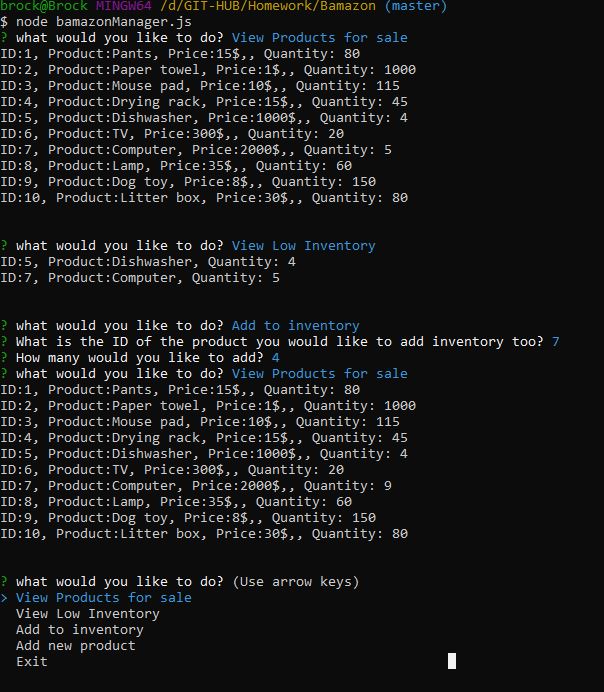 brock@Brock MINGW64 /d/GIT-HUB/Homework/Bamazon (master)
$ node bamazonManager.js
? what would you like to do? View Products for sale
ID:1, Product:Pants, Price:15$,, Quantity: 80
ID:2, Product:Paper towel, Price:1$,, Quantity: 1000
ID:3, Product:Mouse pad, Price:10$,, Quantity: 115
ID:4, Product:Drying rack, Price:15$,, Quantity: 45
ID:5, Product:Dishwasher, Price:1000$,, Quantity: 4
ID:6, Product:TV, Price:300$,, Quantity: 20
ID:7, Product:Computer, Price:2000$,, Quantity: 5
ID:8, Product:Lamp, Price:35$,, Quantity: 60
ID:9, Product:Dog toy, Price:8$,, Quantity: 150
ID:10, Product:Litter box, Price:30$,, Quantity: 80
? what would you like to do? View Low Inventory
ID:5, Product:Dishwasher, Quantity: 4
ID:7, Product:Computer, Quantity: 5
? what would you like to do? Add to inventory
? What is the ID of the product you would like to add inventory too? 7
? How many would you like to add? 4
? what would you like to do? View Products for sale
ID:1, Product:Pants, Price:15$,, Quantity: 80
ID:2, Product:Paper towel, Price:1$,, Quantity: 1000
ID:3, Product:Mouse pad, Price:10$,, Quantity: 115
ID:4, Product:Drying rack, Price:15$,, Quantity: 45
ID:5, Product:Dishwasher, Price:1000$,, Quantity: 4
ID:6, Product:TV, Price:300$,, Quantity: 20
ID:7, Product:Computer, Price:2000$,, Quantity: 9
ID:8, Product:Lamp, Price:35$,, Quantity: 60
ID:9, Product:Dog toy, Price:8$,, Quantity: 150
ID:10, Product:Litter box, Price:30$,, Quantity: 80
? what would you like to do? (Use arrow keys)
> View Products for sale
View Low Inventory
Add to inventory
Add new product
Exit